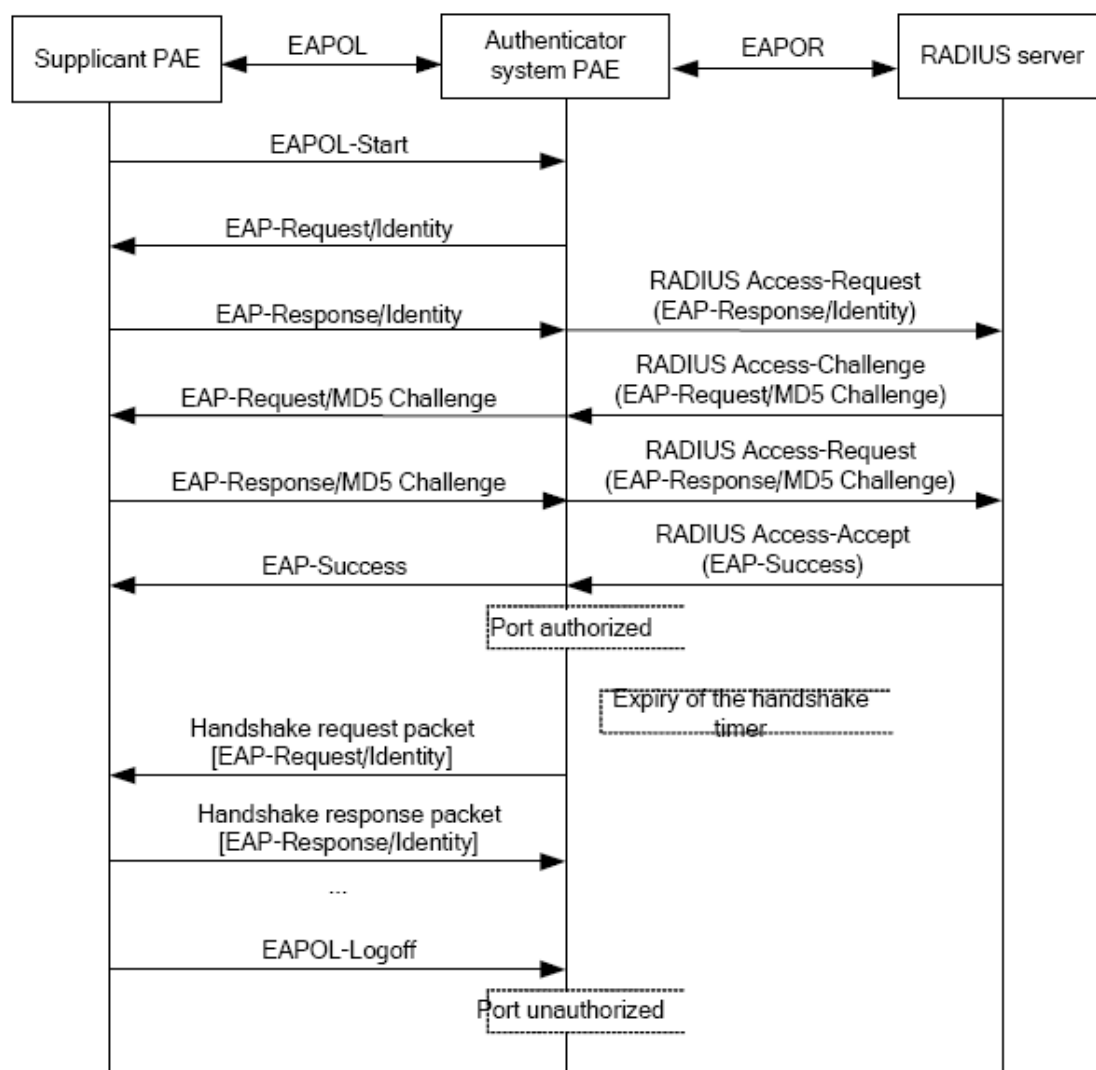 Supplicant PAE
EAPOL
Authenticator
system PAE
EAPOR
RADIUS server
EAPOL-Start
EAP-Request/Identity
EAP-Response/Identity
RADIUS Access-Request
(EAP-Response/Identity)
EAP-Request/MD5 Challenge
RADIUS Access-Challenge
(EAP-Request/MD5 Challenge)
EAP-Response/MD5 Challenge
RADIUS Access-Request
(EAP-Response/MD5 Challenge)
EAP-Success
RADIUS Access-Accept
(EAP-Success)
Port authorized
Expiry of the handshake
timer
Handshake request packet
[EAP-Request/Identity]
Handshake response packet
[EAP-Response/Identity]
...
EAPOL-Logoff
Port unauthorized